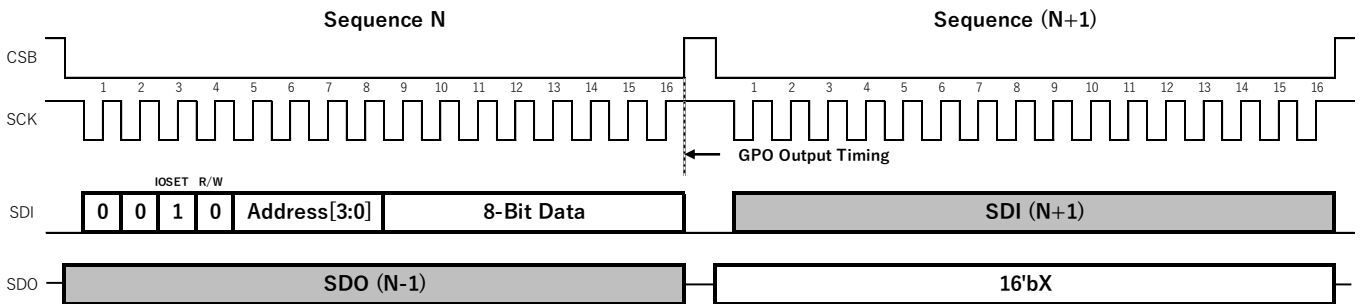 Sequence N Sequence (N+1)
CSB
1 2 3 4 5 6 7 8 9 10 11 12 13 14 15 16 1 2 3 4 5 6 7 8 9 10 11 12 13 14 15 16
SCK
GPO Output Timing
IOSET R/W
SDI 0 0 1 0 Address[3:0] 8-Bit Data SDI (N+1)
SDO SDO (N-1) 16'bX